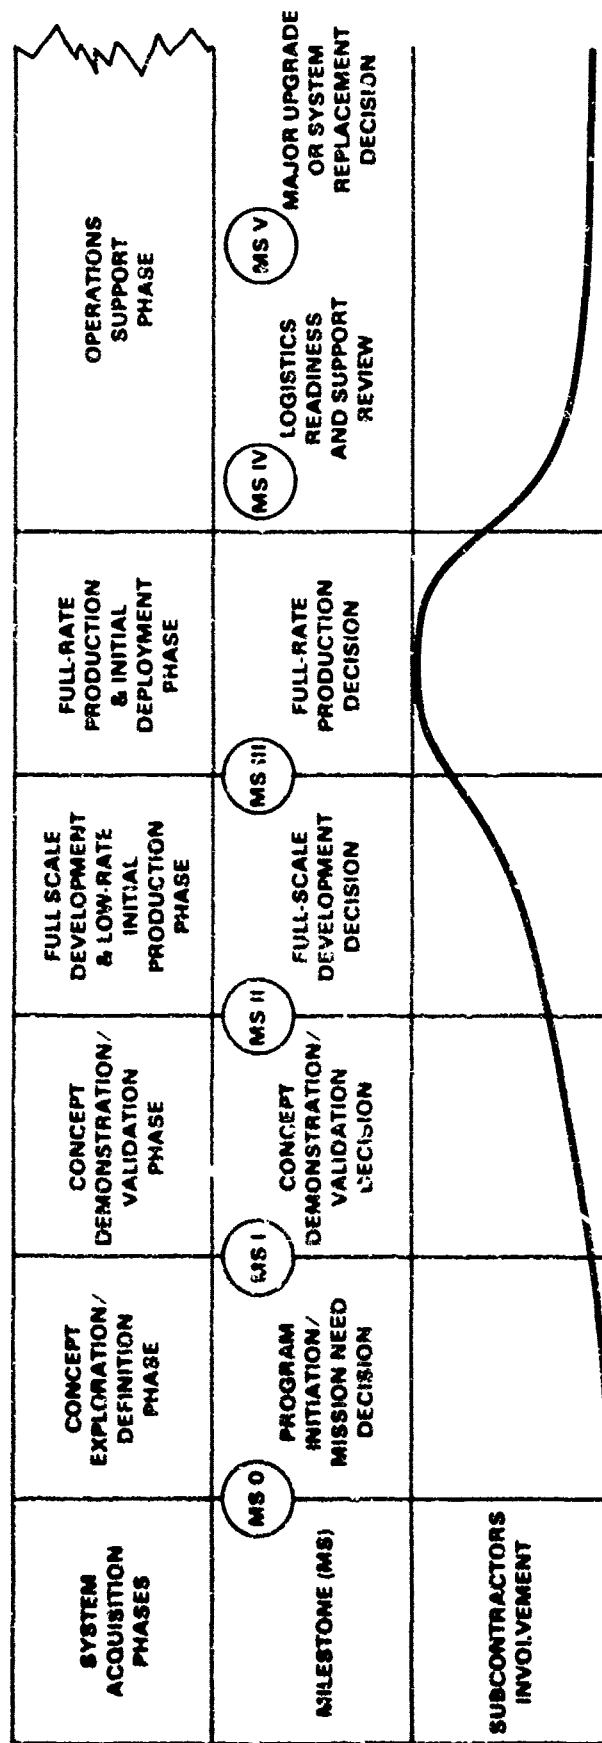 SYSTEM
ACQUISITION
PHASES
CONCEPT
EXPLORATION/
DEFINITION
PHASE
CONCEPT
DEMONSTRATION/
VALIDATION
PHASE
FULL SCALE
DEVELOPMENT
& LOW-RATE
INITIAL
PRODUCTION
PHASE
FULL-RATE
PRODUCTION
& INITIAL
DEPLOYMENT
PHASE
OPERATIONS
SUPPORT
PHASE
MILESTONE (MS)
MS 0
PROGRAM
INITIATION/
MISSION NEED
DECISION
MS I
CONCEPT
DEMONSTRATION/
VALIDATION
DECISION
MS II
FULL-SCALE
DEVELOPMENT
DECISION
MS III
FULL-RATE
PRODUCTION
DECISION
MS IV
LOGISTICS
READINESS
AND SUPPORT
REVIEW
MS V
MAJOR UPGRADE
OR SYSTEM
REPLACEMENT
DECISION
SUBCONTRACTORS
INVOLVEMENT